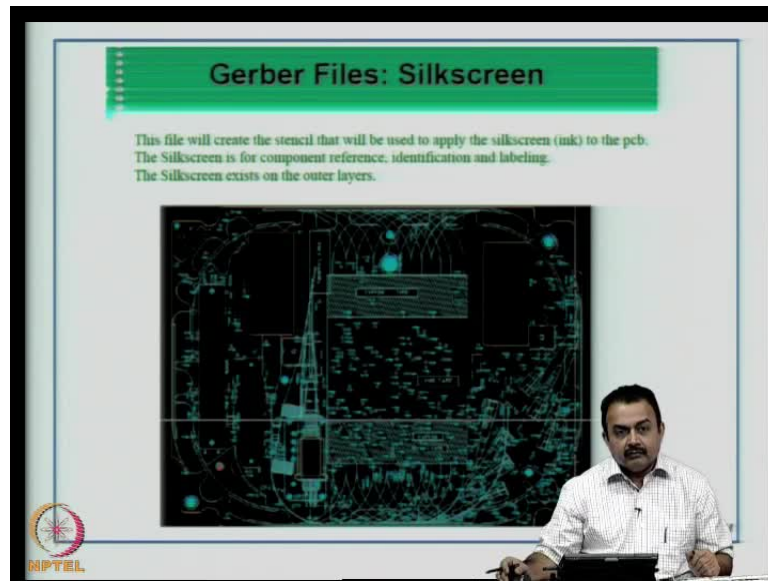 Gerber Files: Silkscreen
This file will create the stencil that will be used to apply the silkscreen (ink) to the pcb.
The Silkscreen is for component reference, identification and labeling.
The Silkscreen exists on the outer layers.
NPTEL